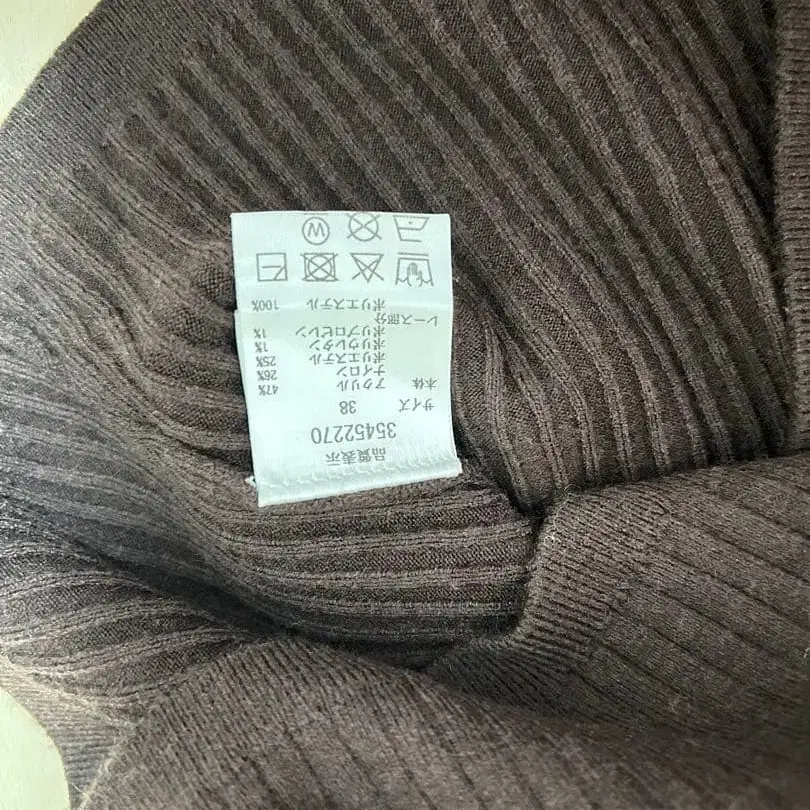 品質表示
35452270
サイズ 38
本体
アクリル 47%
ナイロン 26%
ポリエステル 25%
ポリウレタン 1%
ポリプロピレン 1%
レース部分
ポリエステル 100%
W